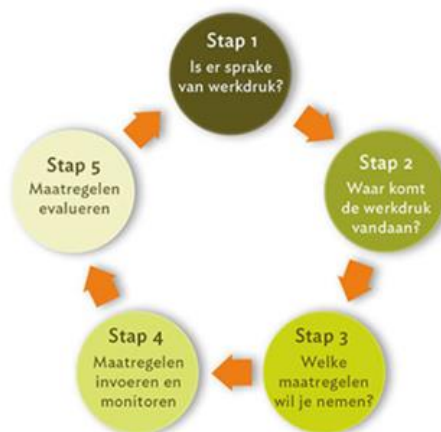 Stap 1
Is er sprake
van werkdruk?
Stap 2
Waar komt
de werkdruk
vandaan?
Stap 3
Welke
maatregelen
wil je nemen?
Stap 4
Maatregelen
invoeren en
monitoren
Stap 5
Maatregelen
evalueren